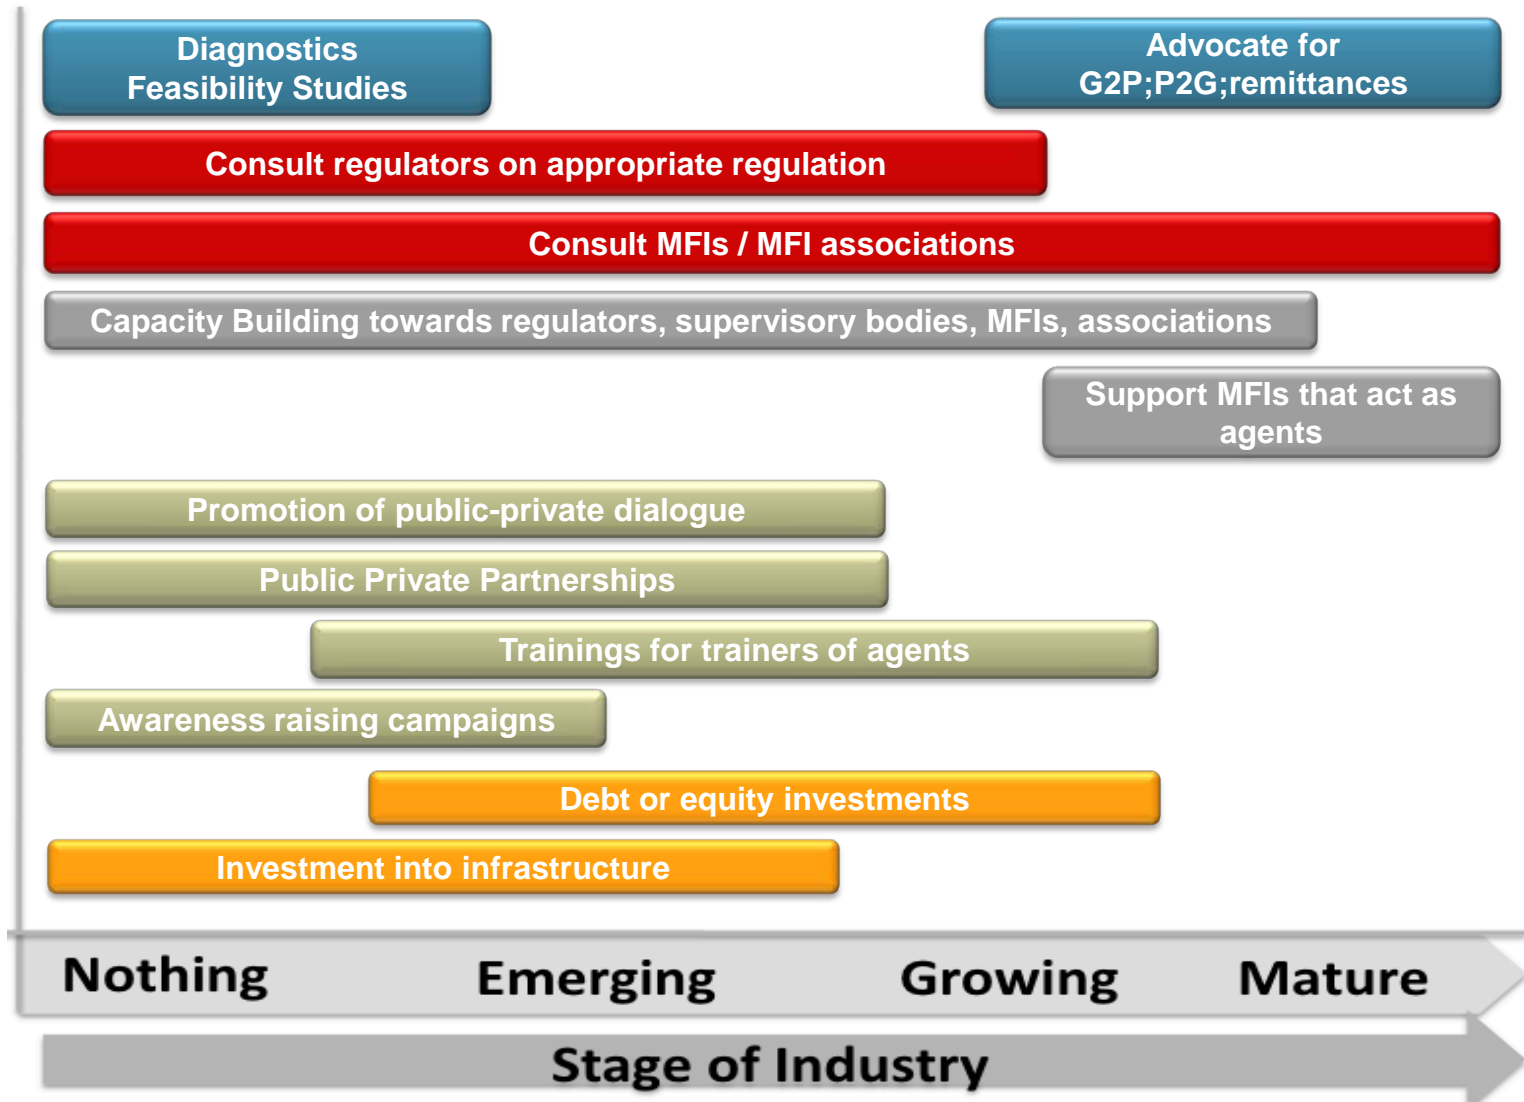 Diagnostics
Feasibility Studies
Advocate for
G2P;P2G;remittances
Consult regulators on appropriate regulation
Consult MFIs / MFI associations
Capacity Building towards regulators, supervisory bodies, MFIs, associations
Support MFIs that act as
agents
Promotion of public-private dialogue
Public Private Partnerships
Trainings for trainers of agents
Awareness raising campaigns
Debt or equity investments
Investment into infrastructure
Nothing Emerging Growing Mature
Stage of Industry